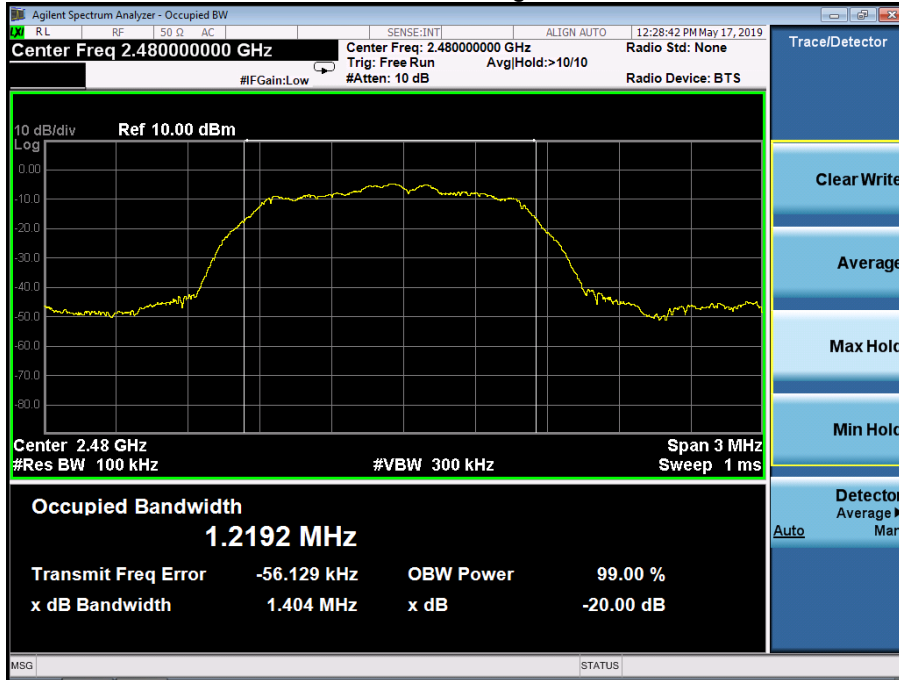 Agilent Spectrum Analyzer - Occupied BW
LXI RL RF 50 Ω AC SENSE:INT ALIGN AUTO 12:28:42 PM May 17, 2019
Center Freq 2.480000000 GHz
Center Freq: 2.480000000 GHz
Radio Std: None
Trig: Free Run Avg|Hold:>10/10
#IFGain:Low
#Atten: 10 dB
Radio Device: BTS
10 dB/div Ref 10.00 dBm
Log
0.00
-10.0
-20.0
-30.0
-40.0
-50.0
-60.0
-70.0
-80.0
Center 2.48 GHz Span 3 MHz
#Res BW 100 kHz #VBW 300 kHz Sweep 1 ms
Occupied Bandwidth
1.2192 MHz
Transmit Freq Error -56.129 kHz OBW Power 99.00 %
x dB Bandwidth 1.404 MHz x dB -20.00 dB
MSG STATUS
Trace/Detector
Clear Write
Average
Max Hold
Min Hold
Detector
Average
Auto Man